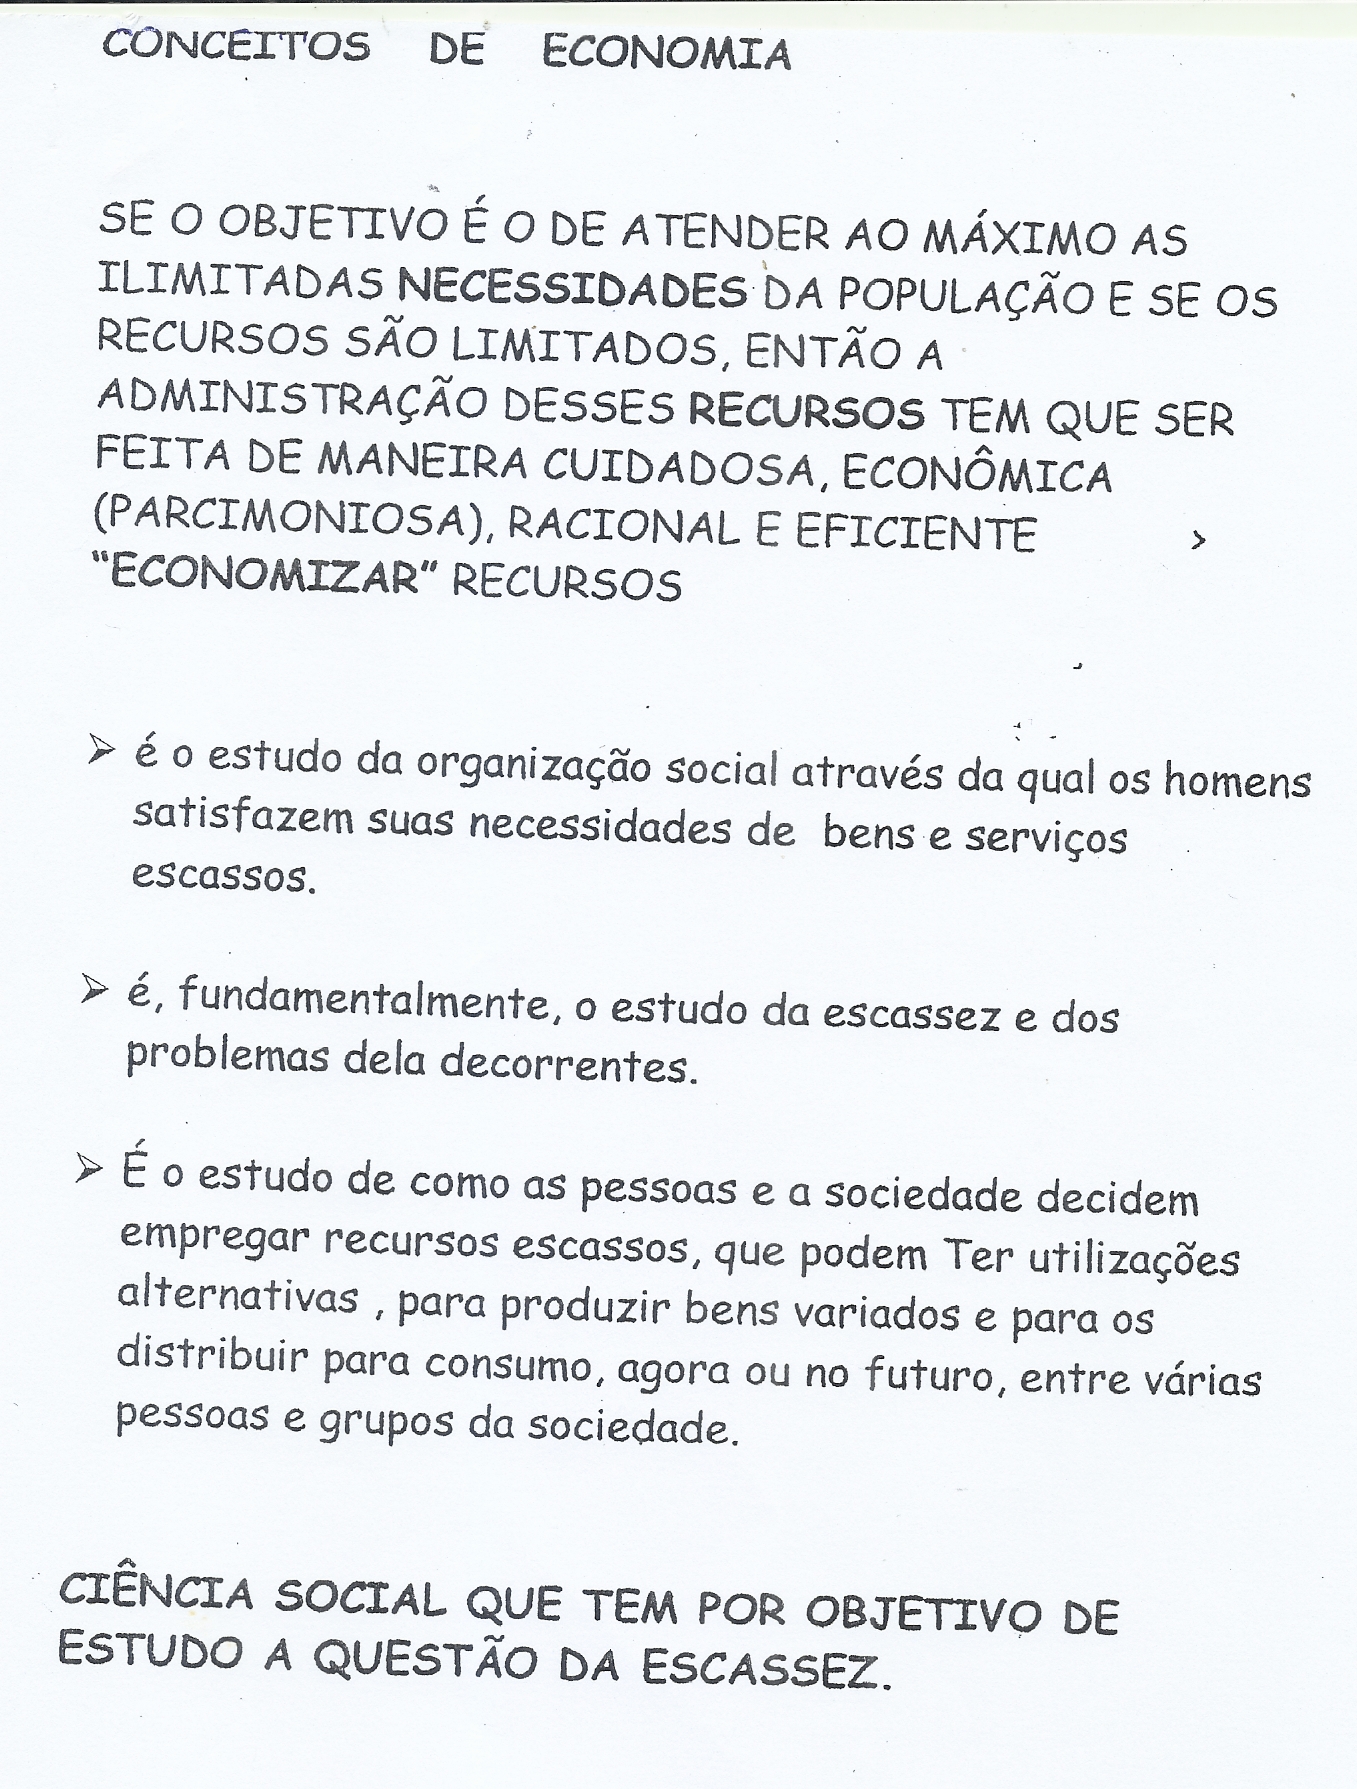 CONCEITOS DE ECONOMIA
SE O OBJETIVO É O DE ATENDER AO MÁXIMO AS
ILIMITADAS NECESSIDADES DA POPULAÇÃO E SE OS
RECURSOS SÃO LIMITADOS, ENTÃO A
ADMINISTRAÇÃO DESSES RECURSOS TEM QUE SER
FEITA DE MANEIRA CUIDADOSA, ECONÔMICA
(PARCIMONIOSA), RACIONAL E EFICIENTE >
"ECONOMIZAR" RECURSOS
➢ é o estudo da organização social através da qual os homens
satisfazem suas necessidades de bens e serviços
escassos.
➢ é, fundamentalmente, o estudo da escassez e dos
problemas dela decorrentes.
➢ É o estudo de como as pessoas e a sociedade decidem
empregar recursos escassos, que podem Ter utilizações
alternativas , para produzir bens variados e para os
distribuir para consumo, agora ou no futuro, entre várias
pessoas e grupos da sociedade.
CIÊNCIA SOCIAL QUE TEM POR OBJETIVO DE
ESTUDO A QUESTÃO DA ESCASSEZ.